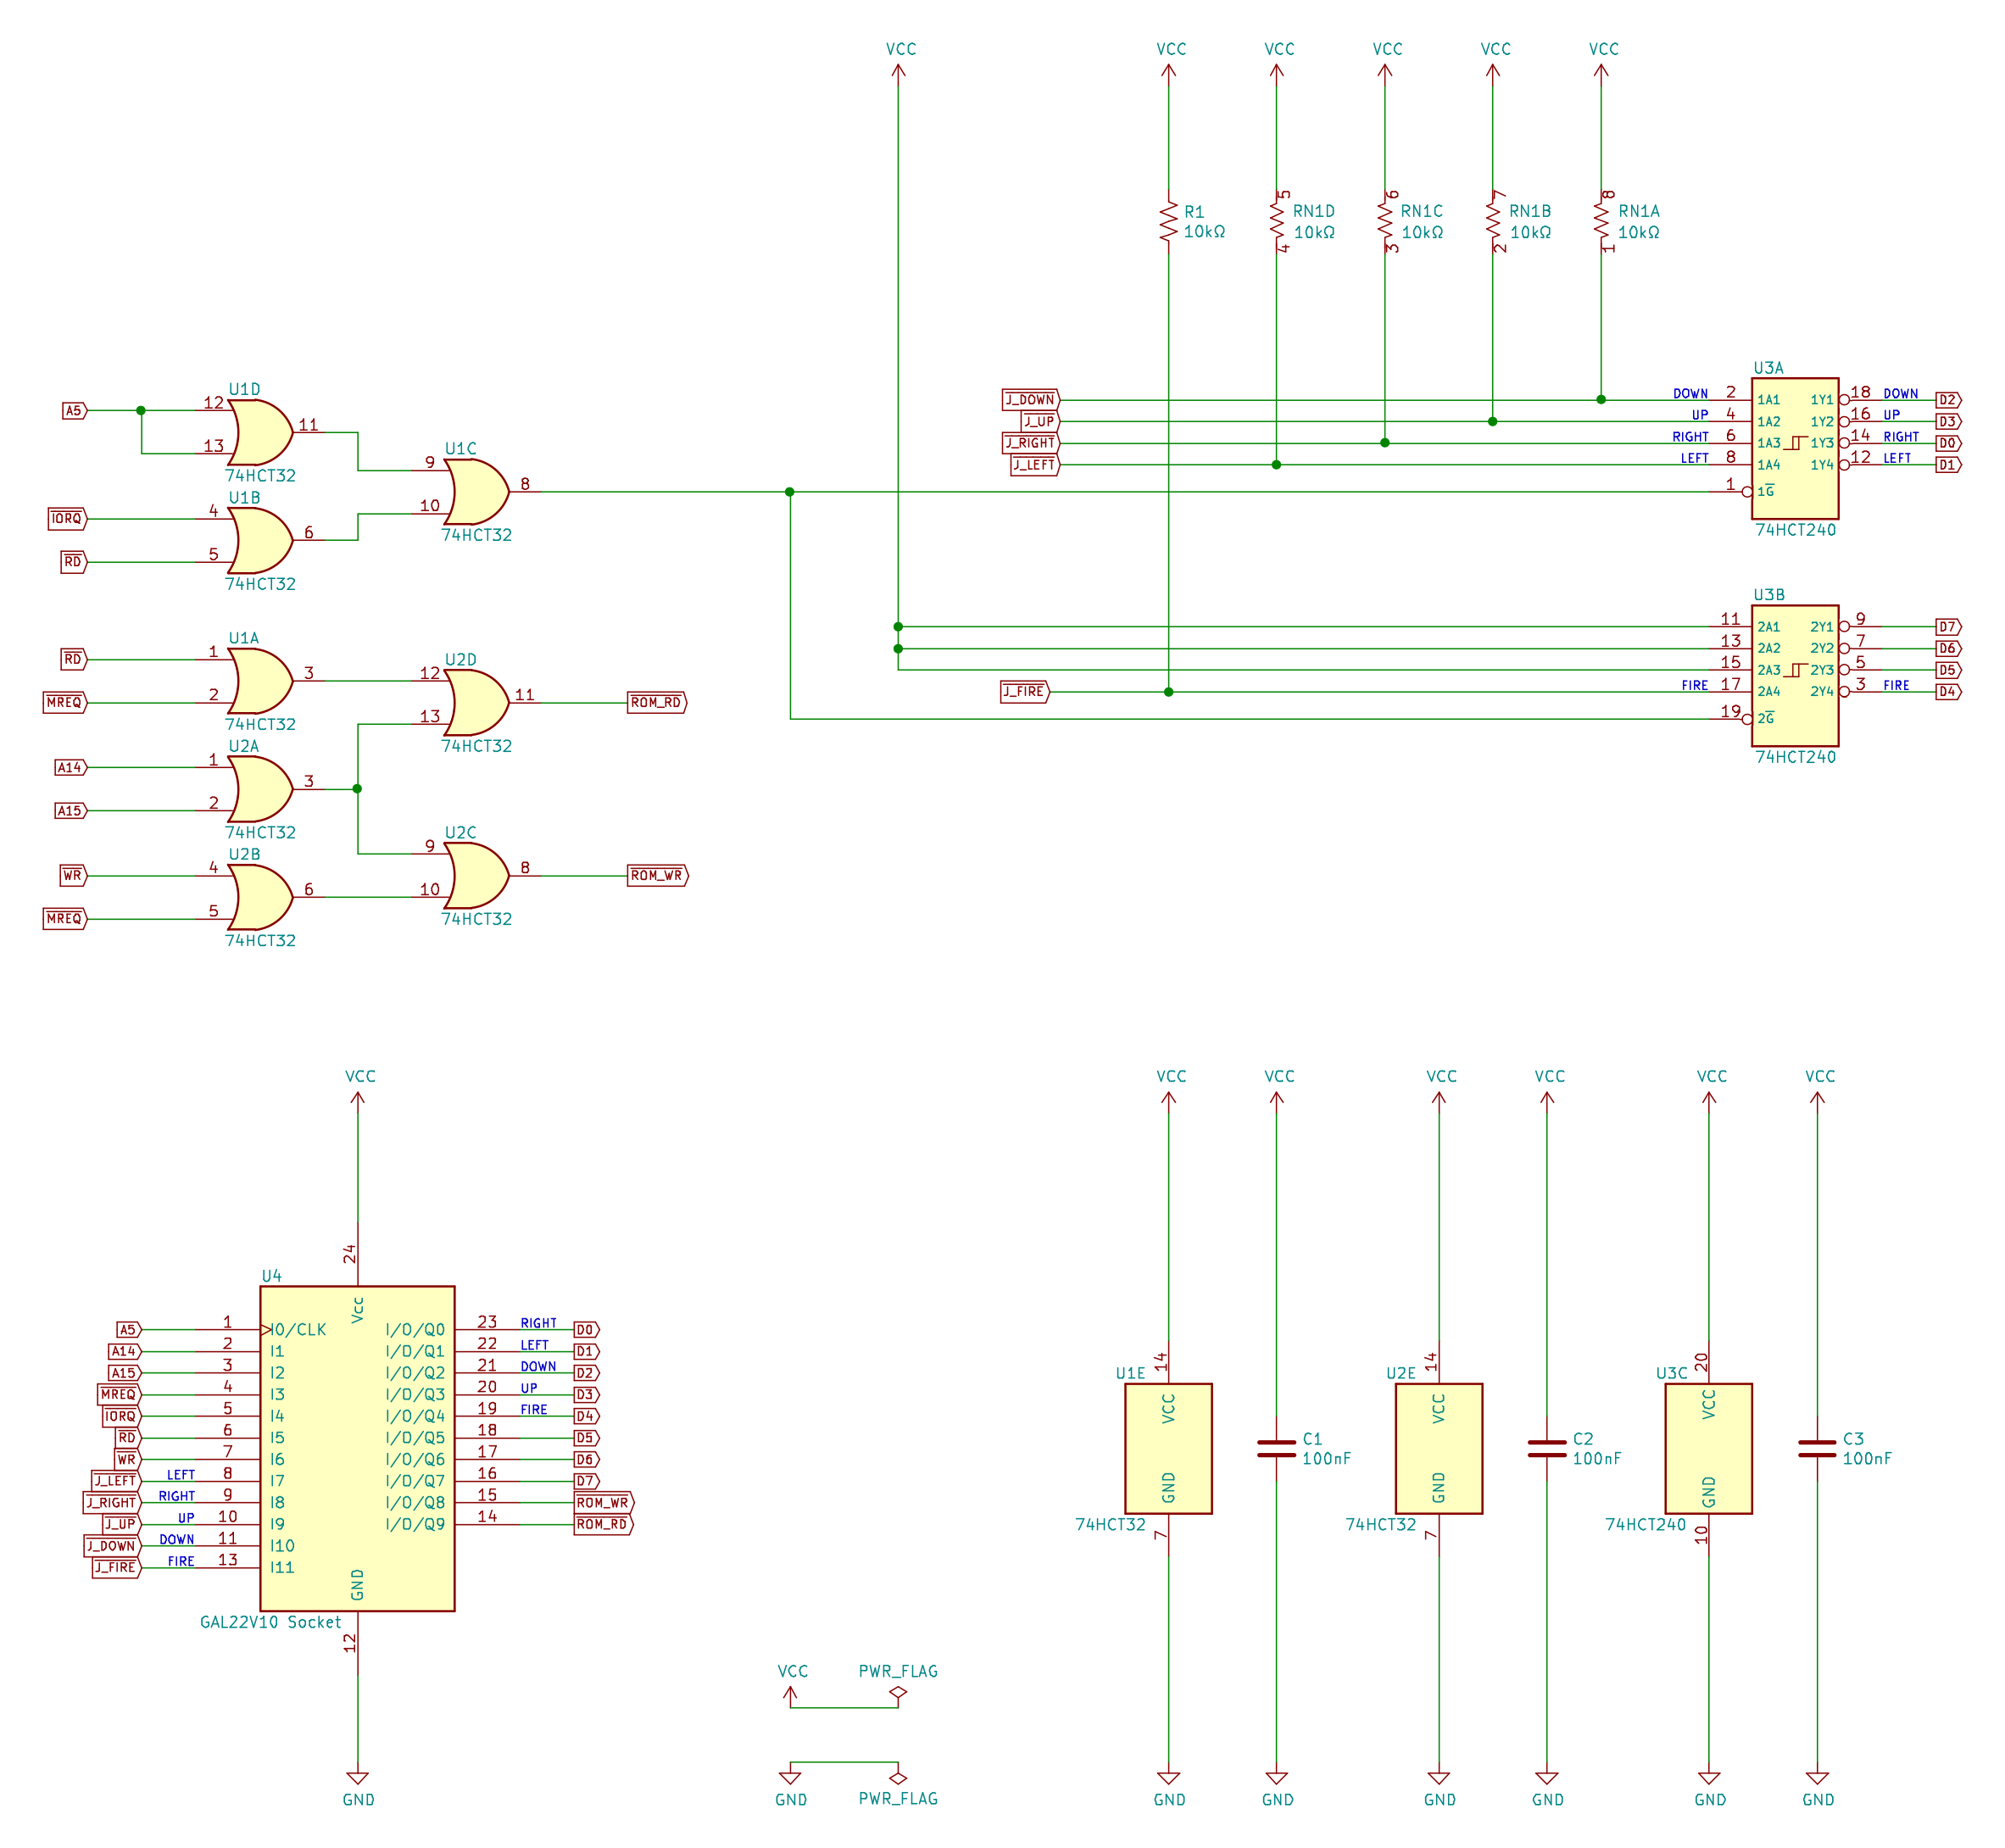 VCC VCC VCC VCC VCC VCC
R1 10kΩ
5 RN1D 10kΩ 4
6 RN1C 10kΩ 3
7 RN1B 10kΩ 2
8 RN1A 10kΩ 1
A5
12 U1D 11
13 74HCT32
IORQ 4 U1B 6
RD 5 74HCT32
9 U1C 8
10 74HCT32
RD 1 U1A 3
MREQ 2 74HCT32
12 U2D 11 ROM_RD
13 74HCT32
A14 1 U2A 3
A15 2 74HCT32
WR 4 U2B 6
MREQ 5 74HCT32
9 U2C 8 ROM_WR
10 74HCT32
U3A
J_DOWN DOWN 2 1A1 1Y1 18 DOWN D2
J_UP UP 4 1A2 1Y2 16 UP D3
J_RIGHT RIGHT 6 1A3 1Y3 14 RIGHT D0
J_LEFT LEFT 8 1A4 1Y4 12 LEFT D1
1 1G
74HCT240
U3B
11 2A1 2Y1 9 D7
13 2A2 2Y2 7 D6
15 2A3 2Y3 5 D5
J_FIRE FIRE 17 2A4 2Y4 3 FIRE D4
19 2G
74HCT240
VCC
24
U4
Vcc
A5 1 I0/CLK I/O/Q0 23 RIGHT D0
A14 2 I1 I/O/Q1 22 LEFT D1
A15 3 I2 I/O/Q2 21 DOWN D2
MREQ 4 I3 I/O/Q3 20 UP D3
IORQ 5 I4 I/O/Q4 19 FIRE D4
RD 6 I5 I/O/Q5 18 D5
WR 7 I6 I/O/Q6 17 D6
J_LEFT LEFT 8 I7 I/O/Q7 16 D7
J_RIGHT RIGHT 9 I8 I/O/Q8 15 ROM_WR
J_UP UP 10 I9 I/O/Q9 14 ROM_RD
J_DOWN DOWN 11 I10
J_FIRE FIRE 13 I11
GND
GAL22V10 Socket
12
GND
VCC PWR_FLAG
GND PWR_FLAG
VCC VCC VCC VCC VCC VCC
14 U1E VCC GND 74HCT32 7
C1 100nF
14 U2E VCC GND 74HCT32 7
C2 100nF
20 U3C VCC GND 74HCT240 10
C3 100nF
GND GND GND GND GND GND